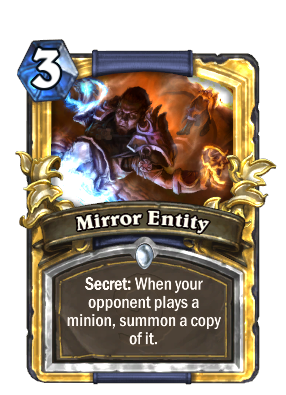 3
Mirror Entity
Secret: When your
opponent plays a
minion, summon a copy
of it.